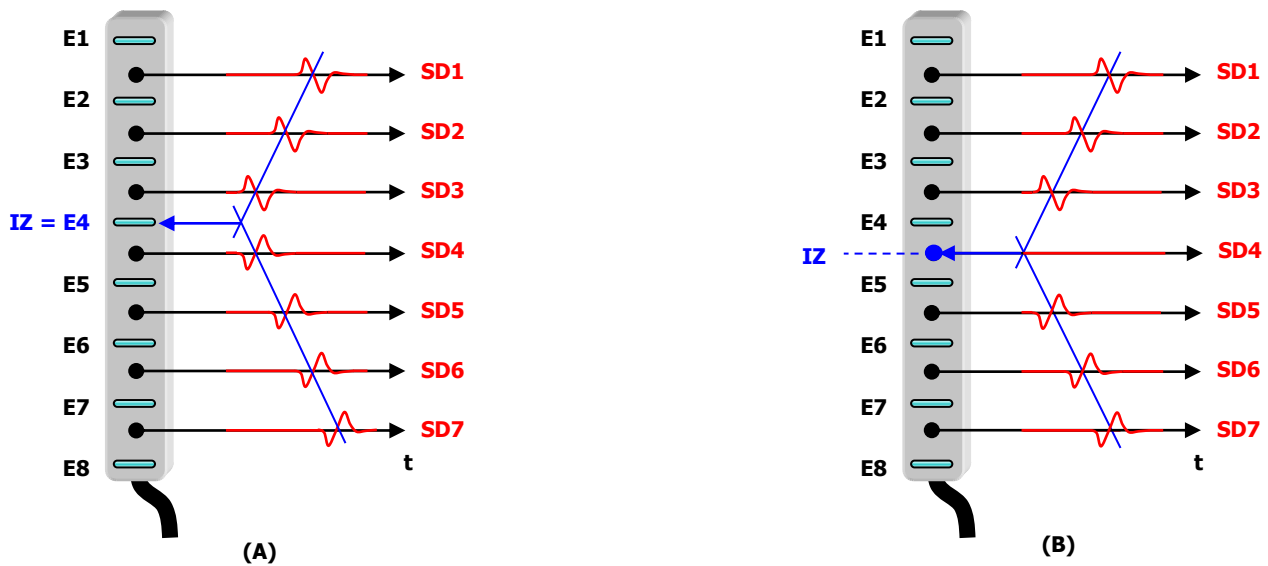 E1
SD1
E2
SD2
E3
SD3
IZ = E4
SD4
E5
SD5
E6
SD6
E7
SD7
E8
t
(A)
E1
SD1
E2
SD2
E3
SD3
E4
IZ
SD4
E5
SD5
E6
SD6
E7
SD7
E8
t
(B)